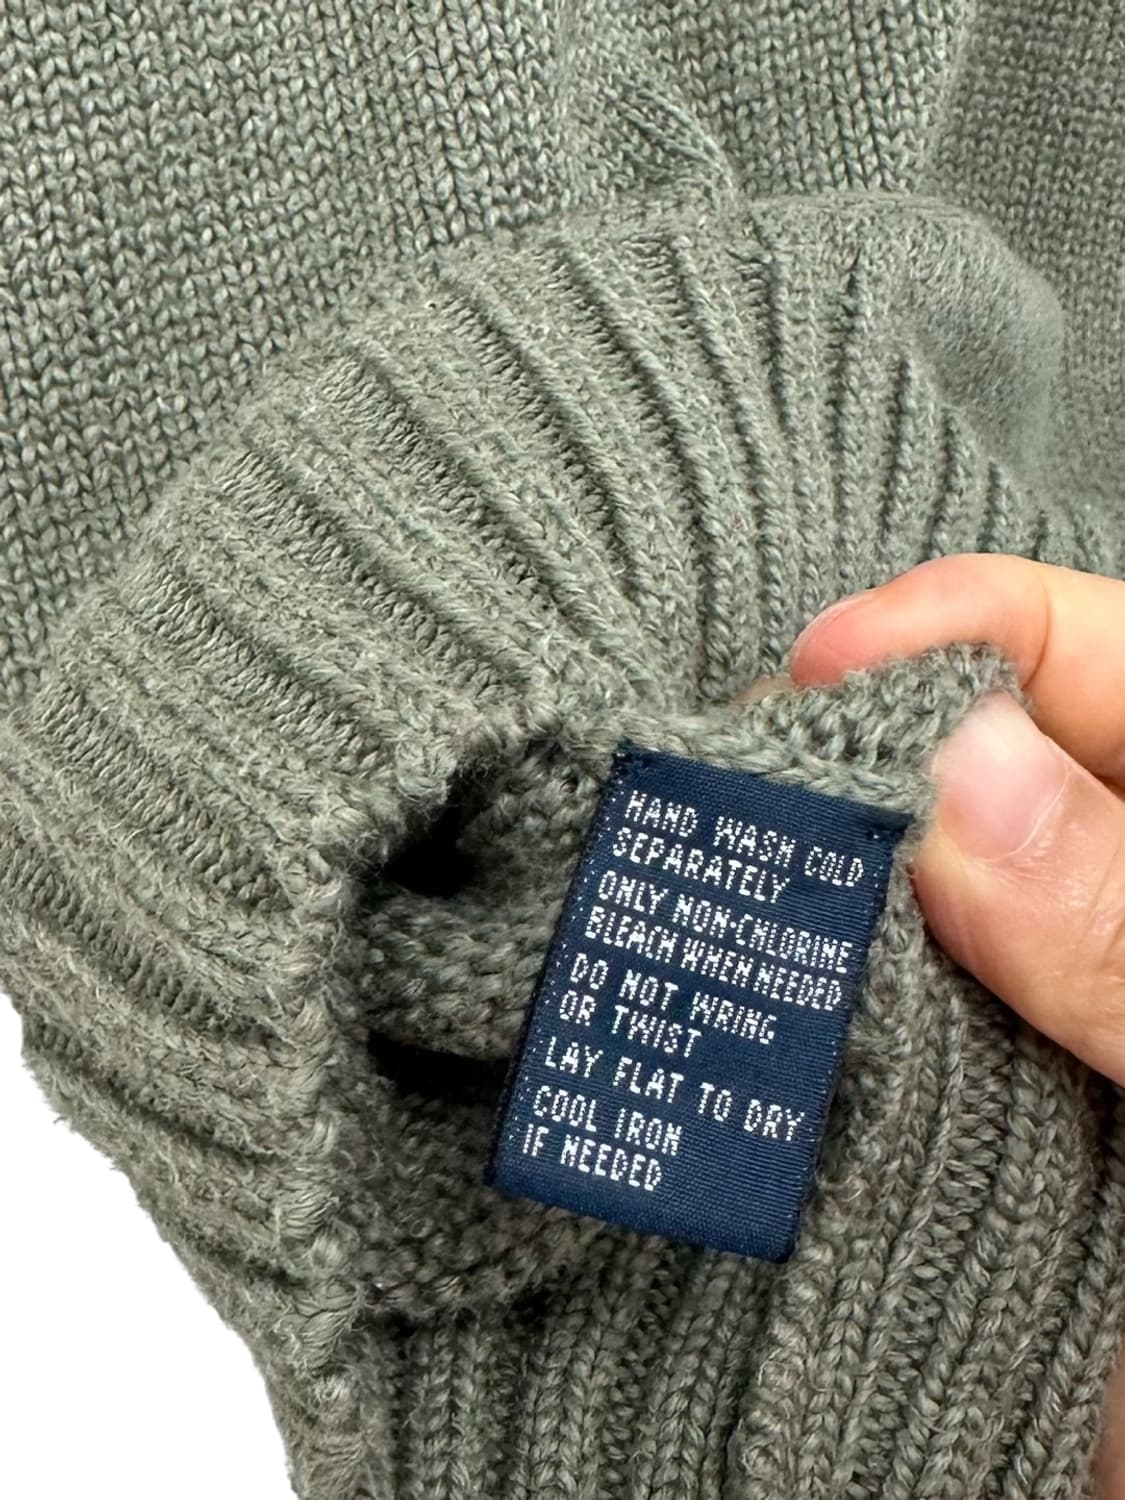 HAND WASH COLD
SEPARATELY
ONLY NON-CHLORINE
BLEACH WHEN NEEDED
DO NOT WRING
OR TWIST
LAY FLAT TO DRY
COOL IRON
IF NEEDED